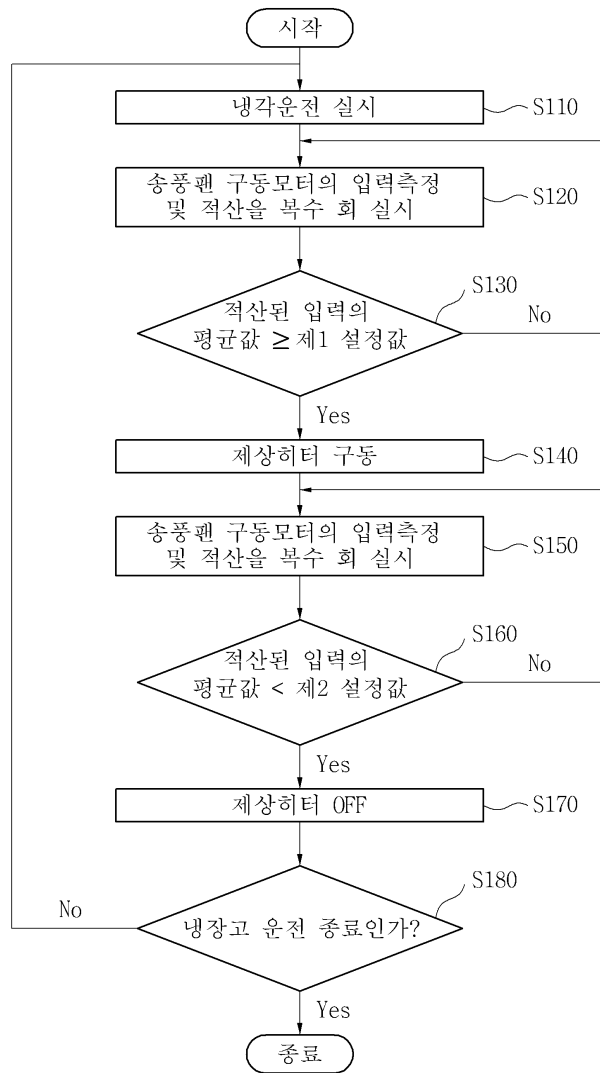 시작
냉각운전 실시
S110
송풍팬 구동모터의 입력측정
및 적산을 복수 회 실시
S120
S130
적산된 입력의
평균값 ≧ 제1 설정값
No
Yes
제상히터 구동
S140
송풍팬 구동모터의 입력측정
및 적산을 복수 회 실시
S150
S160
적산된 입력의
평균값 < 제2 설정값
No
Yes
제상히터 OFF
S170
S180
냉장고 운전 종료인가?
No
Yes
종료